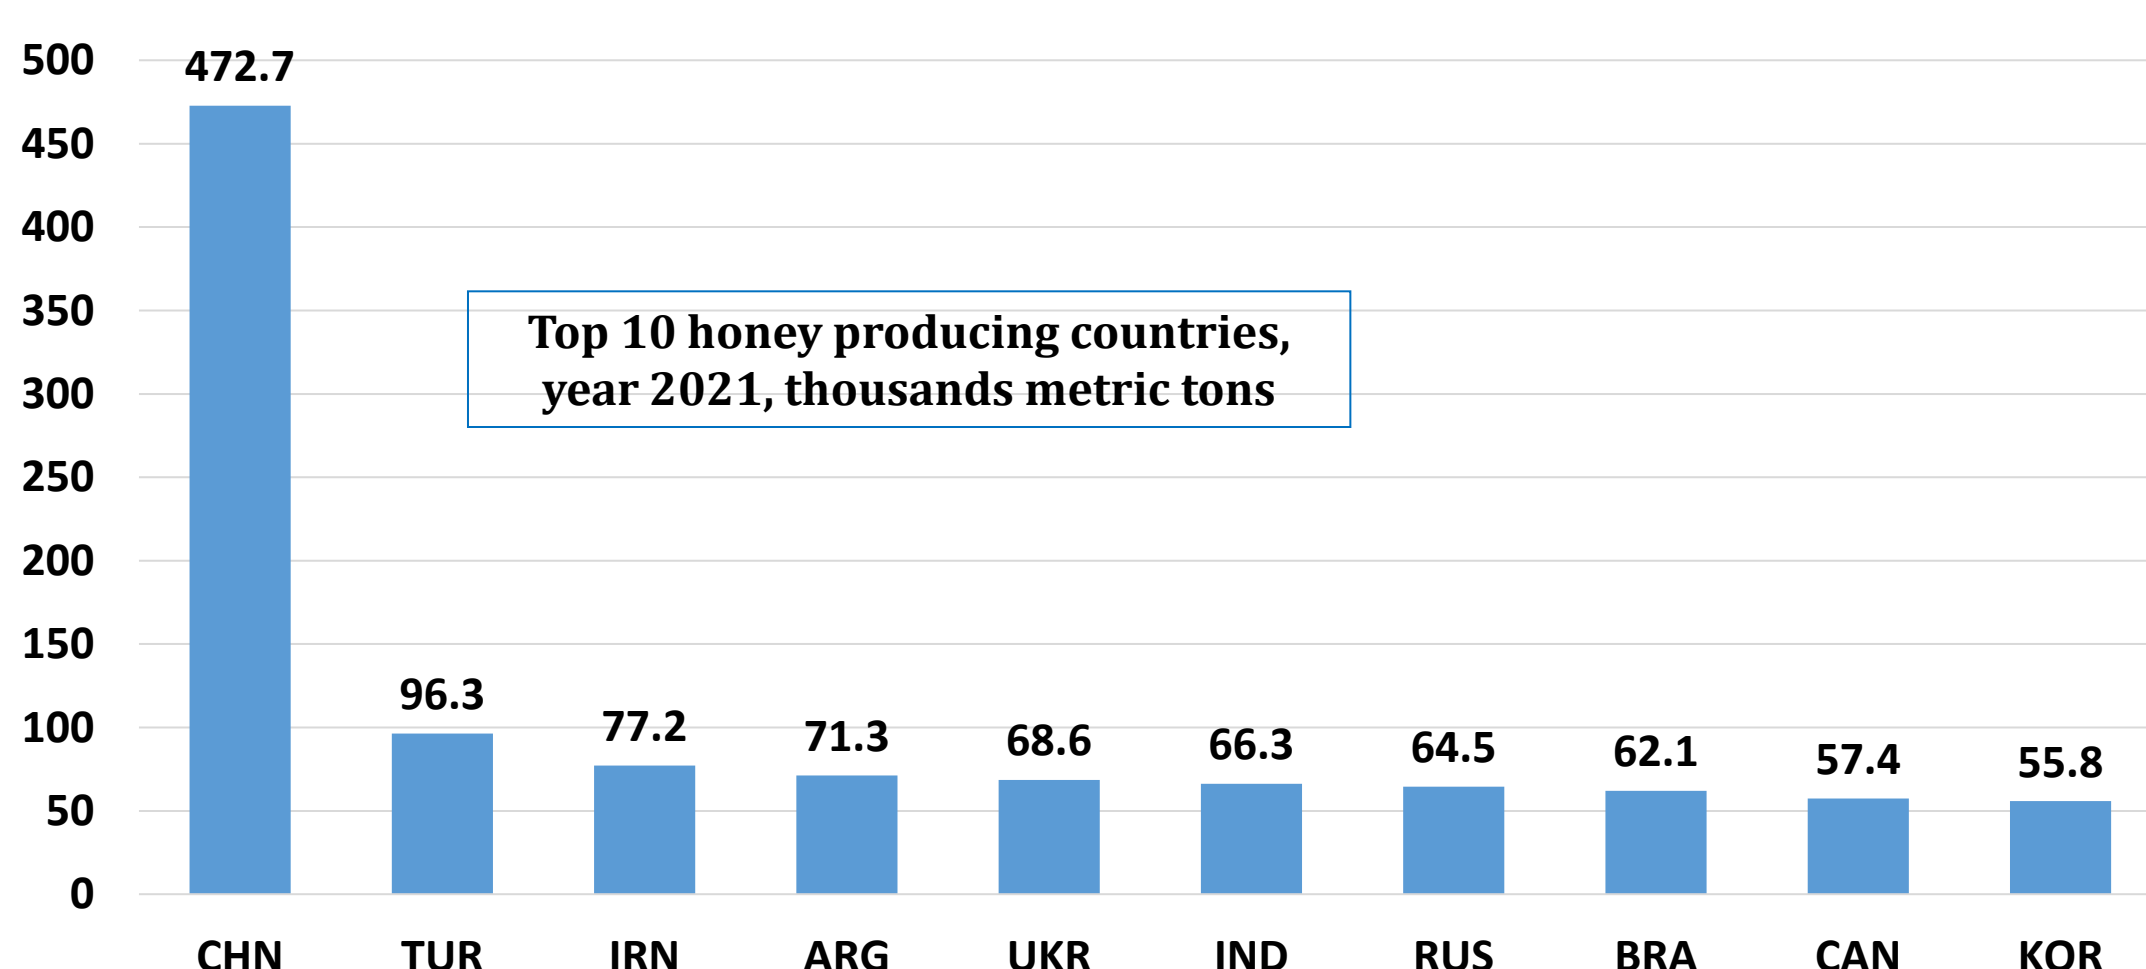 500
450
400
350
300
250
200
150
100
50
0
472.7
96.3
77.2
71.3
68.6
66.3
64.5
62.1
57.4
55.8
Top 10 honey producing countries,
year 2021, thousands metric tons
CHN
TUR
IRN
ARG
UKR
IND
RUS
BRA
CAN
KOR